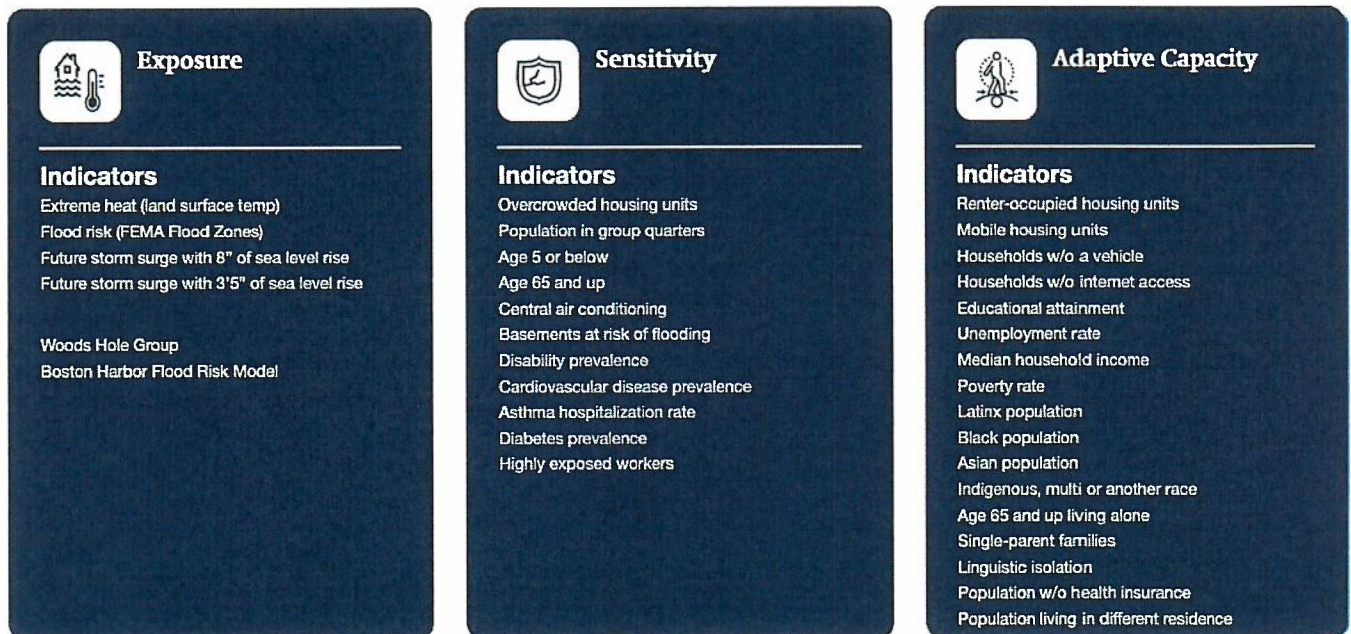 Exposure
Indicators
Extreme heat (land surface temp)
Flood risk (FEMA Flood Zones)
Future storm surge with 8" of sea level rise
Future storm surge with 3'5" of sea level rise
Woods Hole Group
Boston Harbor Flood Risk Model
Sensitivity
Indicators
Overcrowded housing units
Population in group quarters
Age 5 or below
Age 65 and up
Central air conditioning
Basements at risk of flooding
Disability prevalence
Cardiovascular disease prevalence
Asthma hospitalization rate
Diabetes prevalence
Highly exposed workers
Adaptive Capacity
Indicators
Renter-occupied housing units
Mobile housing units
Households w/o a vehicle
Households w/o internet access
Educational attainment
Unemployment rate
Median household income
Poverty rate
Latinx population
Black population
Asian population
Indigenous, multi or another race
Age 65 and up living alone
Single-parent families
Linguistic isolation
Population w/o health insurance
Population living in different residence